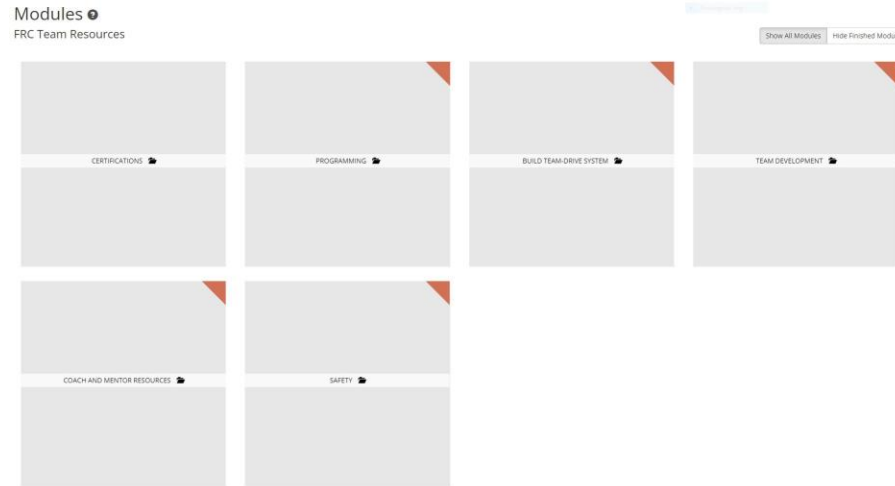 Modules
FRC Team Resources
Show All Modules Hide Finished Modu
CERTIFICATIONS
PROGRAMMING
BUILD TEAM-DRIVE SYSTEM
TEAM DEVELOPMENT
COACH AND MENTOR RESOURCES
SAFETY